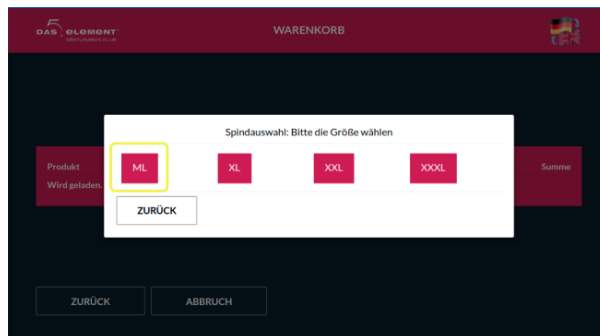 DAS 5 ELEMENT
WARENKORB
Spindauswahl: Bitte die Größe wählen
Produkt
Summe
ML
XL
XXL
XXXL
Wird geladen.
ZURÜCK
ZURÜCK
ABBRUCH